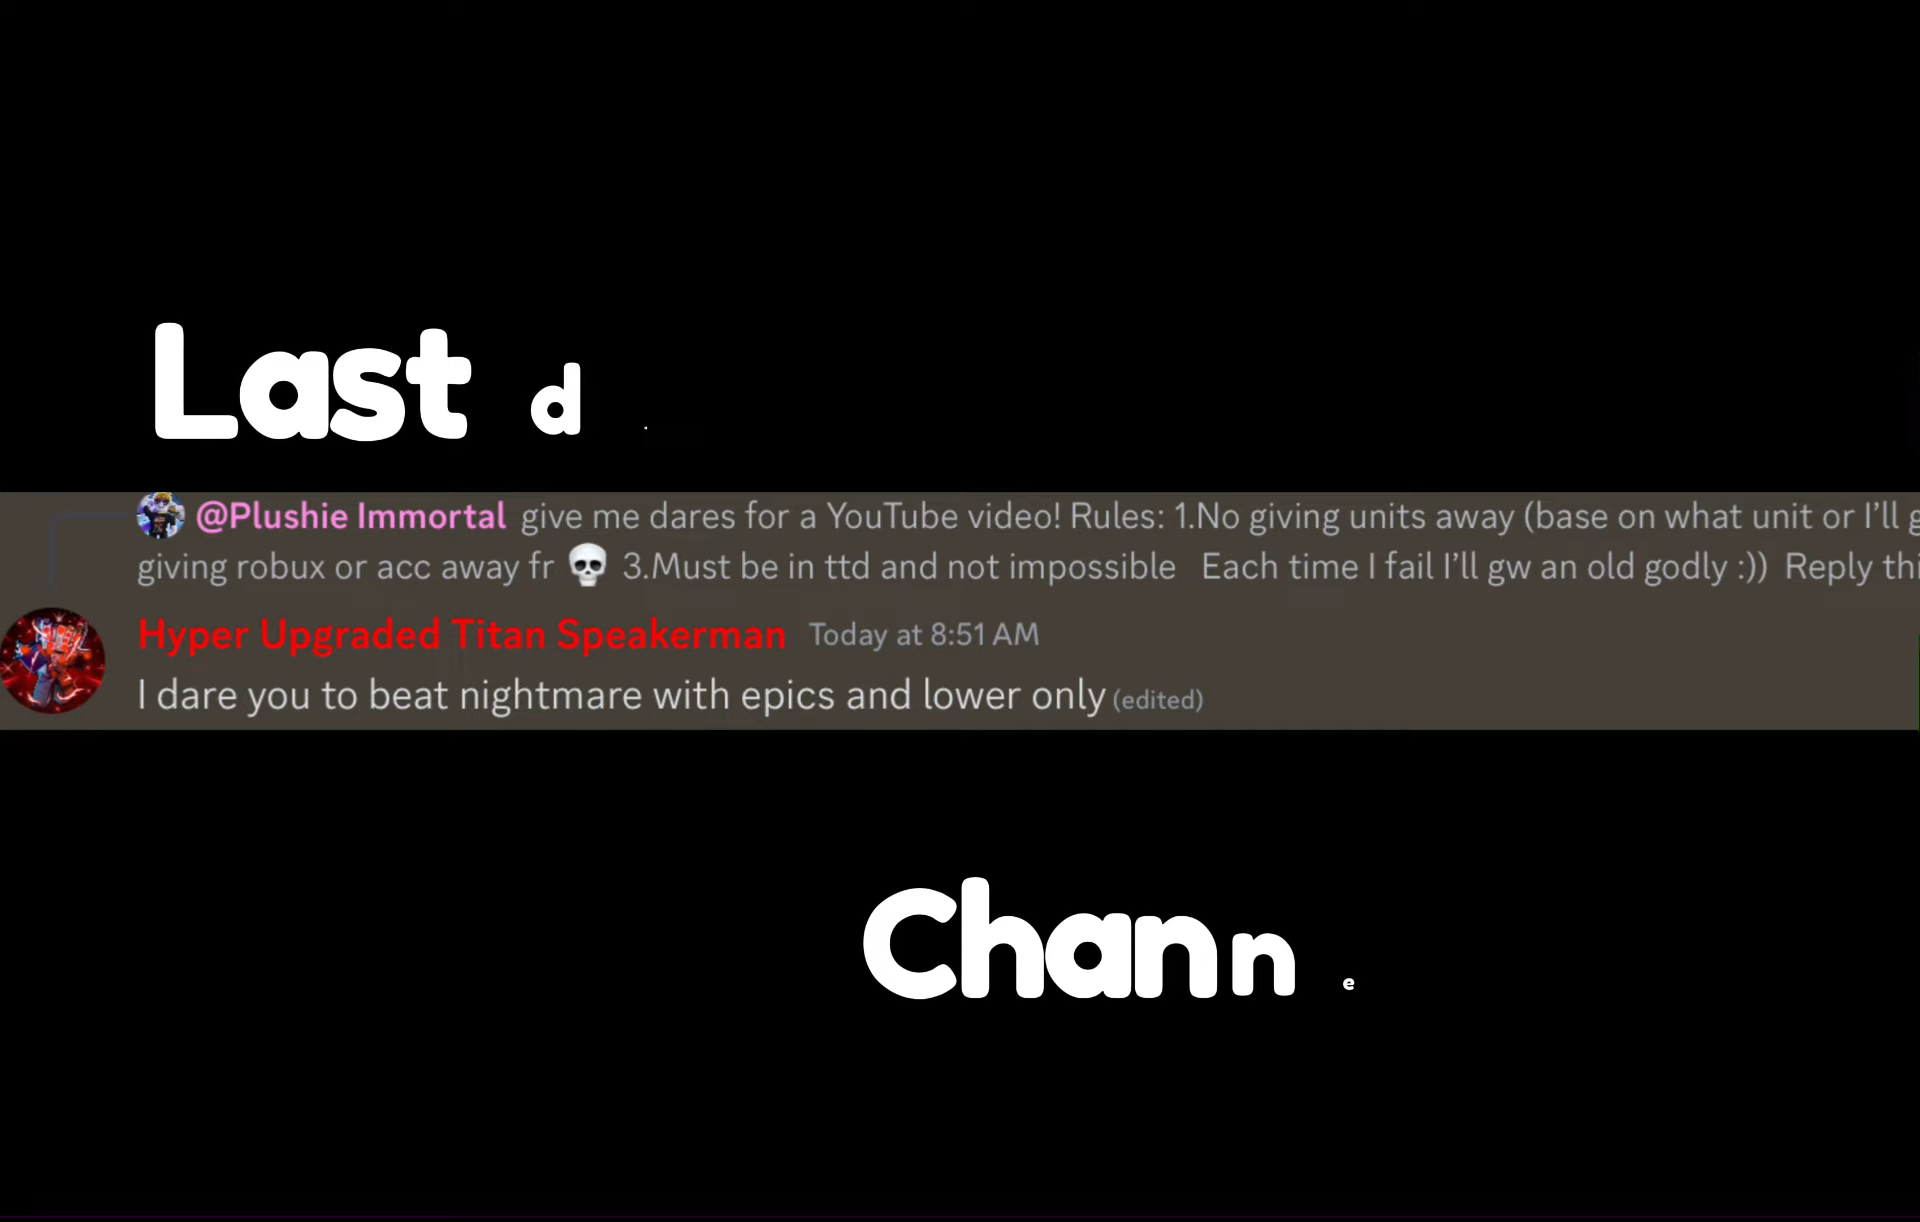 Last d
@Plushie Immortal give me dares for a YouTube video! Rules: 1.No giving units away (base on what unit or I’ll g
giving robux or acc away fr 💀 3.Must be in ttd and not impossible Each time I fail I’ll gw an old godly :)) Reply thi
Hyper Upgraded Titan Speakerman Today at 8:51 AM
I dare you to beat nightmare with epics and lower only (edited)
Channe